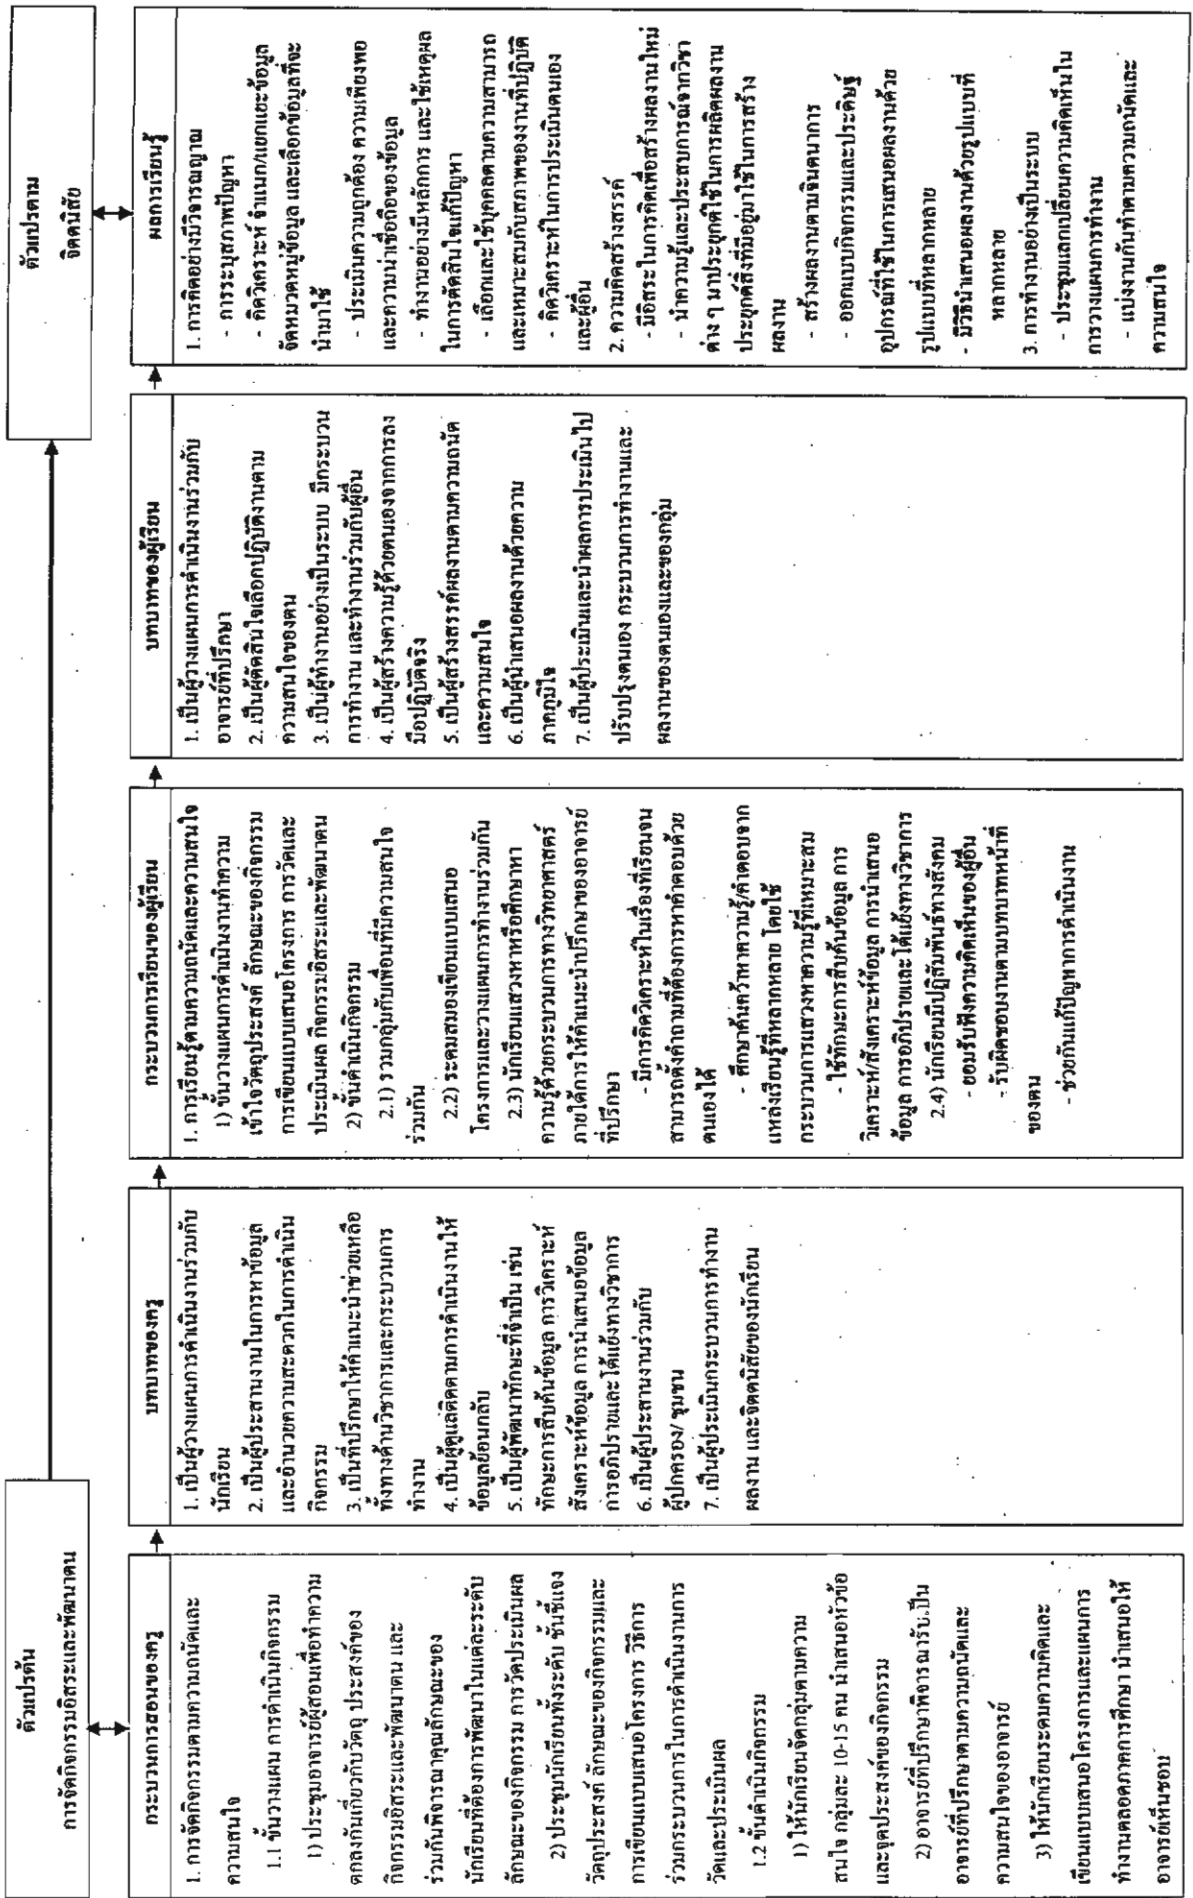 ตัวแปรต้น
การจัดกิจกรรมอิสระและพัฒนาตน
ตัวแปรตาม
จิตตนิสัย
กระบวนการสอนของครู
1. การจัดกิจกรรมตามความถนัดและ
ความสนใจ
1.1 ขั้นวางแผน การดำเนินกิจกรรม
1) ประชุมอาจารย์ผู้สอนเพื่อทำความ
ตกลงกันเกี่ยวกับวัตถุ ประสงค์ของ
กิจกรรมอิสระและพัฒนาตน และ
ร่วมกันพิจารณาคุณลักษณะของ
นักเรียนที่ต้องการพัฒนาในแต่ละระดับ
ลักษณะของกิจกรรม การวัดประเมินผล
2) ประชุมนักเรียนทั้งระดับ ชั้นชี้แจง
วัตถุประสงค์ ลักษณะของกิจกรรมและ
การเขียนแบบเสนอโครงการ วิธีการ
ร่วมกระบวนการในการดำเนินงานการ
วัดและประเมินผล
1.2 ขั้นดำเนินกิจกรรม
1) ให้นักเรียนจัดกลุ่มตามความ
สนใจ กลุ่มละ 10-15 คน นำเสนอหัวข้อ
และจุดประสงค์ของกิจกรรม
2) อาจารย์ที่ปรึกษาพิจารณารับเป็น
อาจารย์ที่ปรึกษาตามความถนัดและ
ความสนใจของอาจารย์
3) ให้นักเรียนระดมความคิดและ
เขียนแบบเสนอโครงการและแผนการ
ทำงานตลอดภาคการศึกษา นำเสนอให้
อาจารย์เห็นชอบ
บทบาทของครู
1. เป็นผู้วางแผนการดำเนินงานร่วมกับ
นักเรียน
2. เป็นผู้ประสานงานในการหาข้อมูล
และอำนวยความสะดวกในการดำเนิน
กิจกรรม
3. เป็นที่ปรึกษาให้คำแนะนำช่วยเหลือ
ทั้งทางด้านวิชาการและกระบวนการ
ทำงาน
4. เป็นผู้ดูแลติดตามการดำเนินงานให้
ข้อมูลย้อนกลับ
5. เป็นผู้พัฒนาทักษะที่จำเป็น เช่น
ทักษะการสืบค้นข้อมูล การวิเคราะห์
สังเคราะห์ข้อมูล การนำเสนอข้อมูล
การอภิปรายและโต้แย้งทางวิชาการ
6. เป็นผู้ประสานงานร่วมกับ
ผู้ปกครอง/ ชุมชน
7. เป็นผู้ประเมินกระบวนการทำงาน
ผลงาน และจิตตนิสัยของนักเรียน
กระบวนการเรียนของผู้เรียน
1. การเรียนรู้ตามความถนัดและความสนใจ
1) ขั้นวางแผนการดำเนินงานทำความ
เข้าใจวัตถุประสงค์ ลักษณะของกิจกรรม
การเขียนแบบเสนอโครงการ การวัดและ
ประเมินผล กิจกรรมอิสระและพัฒนาตน
2) ขั้นดำเนินกิจกรรม
2.1) รวมกลุ่มกับเพื่อนที่มีความสนใจ
ร่วมกัน
2.2) ระดมสมองเขียนแบบเสนอ
โครงการและวางแผนการทำงานร่วมกัน
2.3) นักเรียนแสวงหาหรือศึกษาหา
ความรู้ด้วยกระบวนการทางวิทยาศาสตร์
ภายใต้การให้คำแนะนำปรึกษาของอาจารย์
ที่ปรึกษา
- มีการคิดวิเคราะห์ในเรื่องที่เรียนจน
สามารถตั้งคำถามที่ต้องการหาคำตอบด้วย
ตนเองได้
- ศึกษาค้นคว้าหาความรู้/คำตอบจาก
แหล่งเรียนรู้ที่หลากหลาย โดยใช้
กระบวนการแสวงหาความรู้ที่เหมาะสม
- ใช้ทักษะการสืบค้นข้อมูล การ
วิเคราะห์/สังเคราะห์ข้อมูล การนำเสนอ
ข้อมูล การอภิปรายและโต้แย้งทางวิชาการ
2.4) นักเรียนมีปฏิสัมพันธ์ทางสังคม
- ยอมรับฟังความคิดเห็นของผู้อื่น
- รับผิดชอบงานตามบทบาทหน้าที่
ของตน
- ช่วยกันแก้ปัญหาการดำเนินงาน
บทบาทของผู้เรียน
1. เป็นผู้วางแผนการดำเนินงานร่วมกับ
อาจารย์ที่ปรึกษา
2. เป็นผู้ตัดสินใจเลือกปฏิบัติงานตาม
ความสนใจของตน
3. เป็นผู้ทำงานอย่างเป็นระบบ มีกระบวน
การทำงาน และทำงานร่วมกับผู้อื่น
4. เป็นผู้สร้างความรู้ด้วยตนเองจากการลง
มือปฏิบัติจริง
5. เป็นผู้สร้างสรรค์ผลงานตามความถนัด
และความสนใจ
6. เป็นผู้นำเสนอผลงานด้วยความ
ภาคภูมิใจ
7. เป็นผู้ประเมินและนำผลการประเมินไป
ปรับปรุงตนเอง กระบวนการทำงานและ
ผลงานของตนเองและของกลุ่ม
ผลการเรียนรู้
1. การคิดอย่างมีวิจารณญาณ
- การระบุสภาพปัญหา
- คิดวิเคราะห์ จำแนก/แยกแยะข้อมูล
จัดหมวดหมู่ข้อมูล และเลือกข้อมูลที่จะ
นำมาใช้
- ประเมินความถูกต้อง ความเพียงพอ
และความน่าเชื่อถือของข้อมูล
- ทำงานอย่างมีหลักการ และใช้เหตุผล
ในการตัดสินใจแก้ปัญหา
- เลือกและใช้บุคคลตามความสามารถ
และเหมาะสมกับสภาพของงานที่ปฏิบัติ
- คิดวิเคราะห์ในการประเมินตนเอง
และผู้อื่น
2. ความคิดสร้างสรรค์
- มีอิสระในการคิดเพื่อสร้างผลงานใหม่
- นำความรู้และประสบการณ์จากวิชา
ต่าง ๆ มาประยุกต์ใช้ในการผลิตผลงาน
ประยุกต์สิ่งที่มีอยู่มาใช้ในการสร้าง
ผลงาน
- สร้างผลงานตามจินตนาการ
- ออกแบบกิจกรรมและประดิษฐ์
อุปกรณ์ที่ใช้ในการเสนอผลงานด้วย
รูปแบบที่หลากหลาย
- มีวิธีนำเสนอผลงานด้วยรูปแบบที่
หลากหลาย
3. การทำงานอย่างเป็นระบบ
- ประชุมแลกเปลี่ยนความคิดเห็นใน
การวางแผนการทำงาน
- แบ่งงานกันทำตามความถนัดและ
ความสนใจ